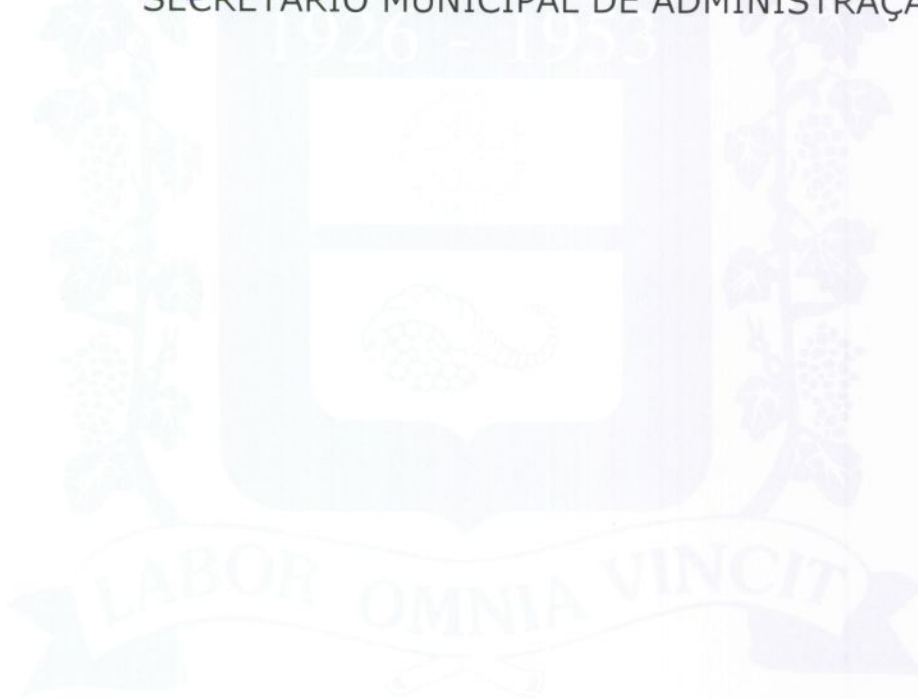 SECRETÁRIO MUNICIPAL DE ADMINISTRAÇÃ
1926 - 1953
LABOR OMNIA VINCIT